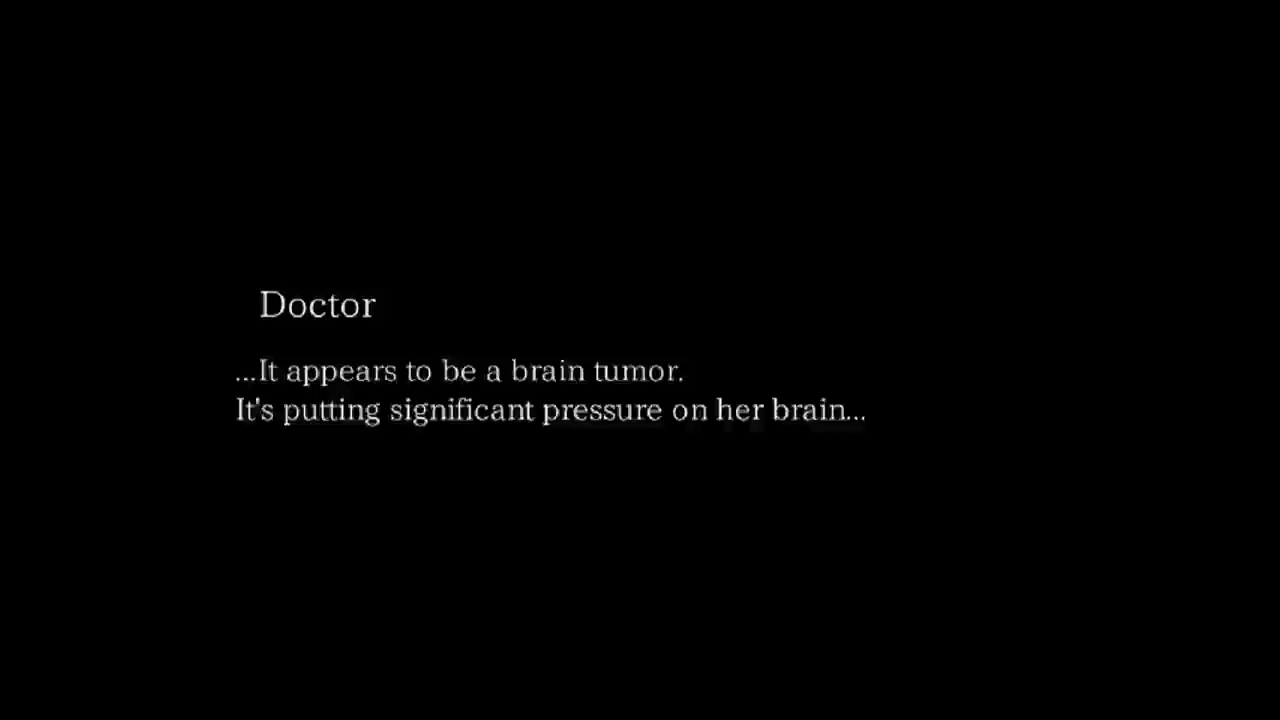 Doctor
...It appears to be a brain tumor.
It's putting significant pressure on her brain...